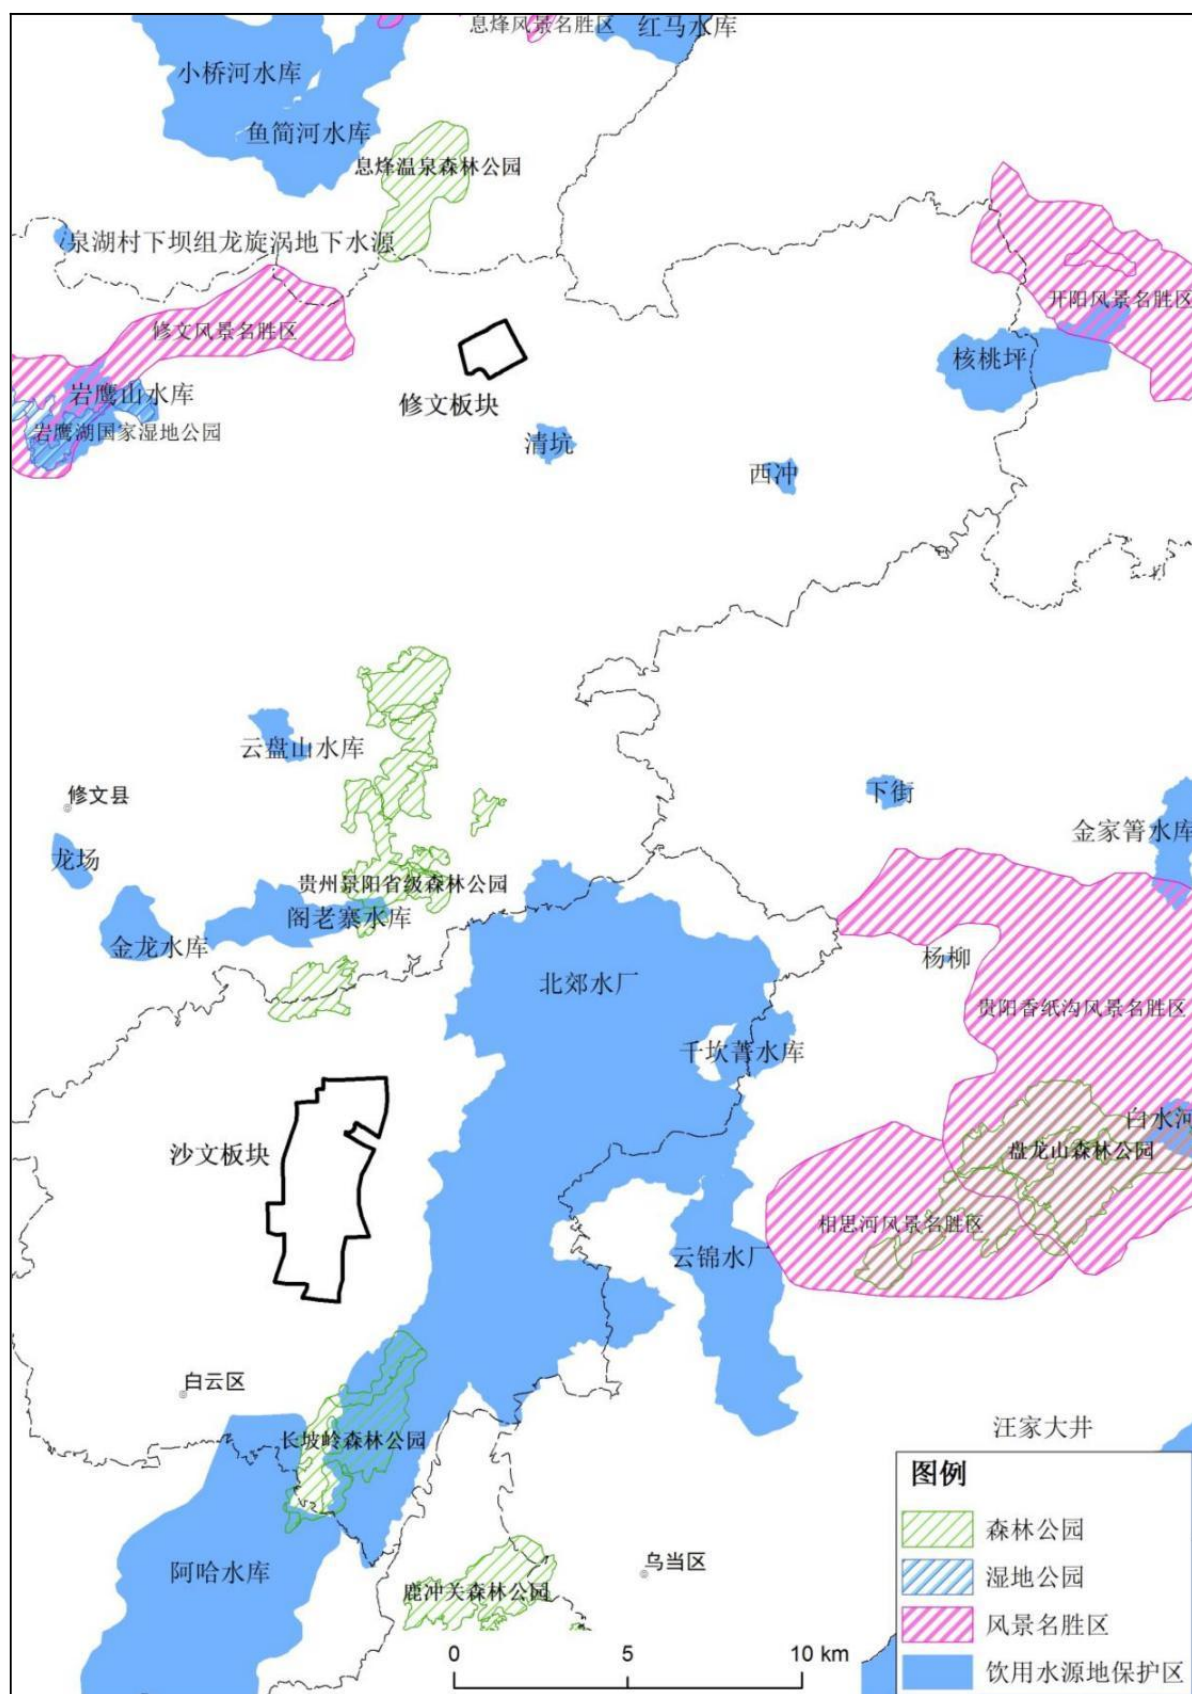 息烽风景名胜区
红马水库
小桥河水库
鱼简河水库
息烽温泉森林公园
泉湖村下坝组龙旋涡地下水源
开阳风景名胜区
修文风景名胜区
核桃坪
岩鹰山水库
修文板块
岩鹰湖国家湿地公园
清坑
西冲
云盘山水库
修文县
下街
金家箐水库
龙场
贵州景阳省级森林公园
阁老寨水库
金龙水库
杨柳
北郊水厂
贵阳香纸沟风景名胜区
千坎菁水库
白水河
沙文板块
盘龙山森林公园
相思河风景名胜区
云锦水厂
白云区
汪家大井
长坡岭森林公园
图例
森林公园
乌当区
阿哈水库
湿地公园
鹿冲关森林公园
风景名胜区
0 5 10 km
饮用水源地保护区